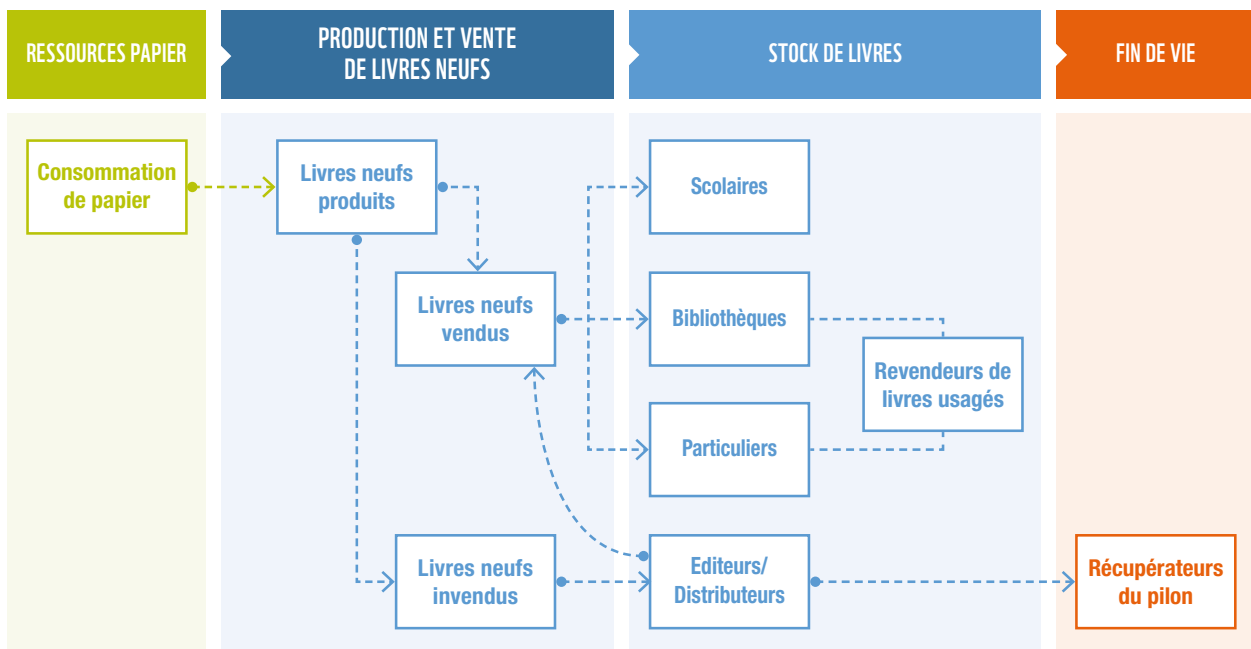 RESSOURCES PAPIER
PRODUCTION ET VENTE
DE LIVRES NEUFS
STOCK DE LIVRES
FIN DE VIE
Consommation
de papier
Livres neufs
produits
Scolaires
Livres neufs
vendus
Bibliothèques
Revendeurs de
livres usagés
Particuliers
Livres neufs
invendus
Editeurs/
Distributeurs
Récupérateurs
du pilon